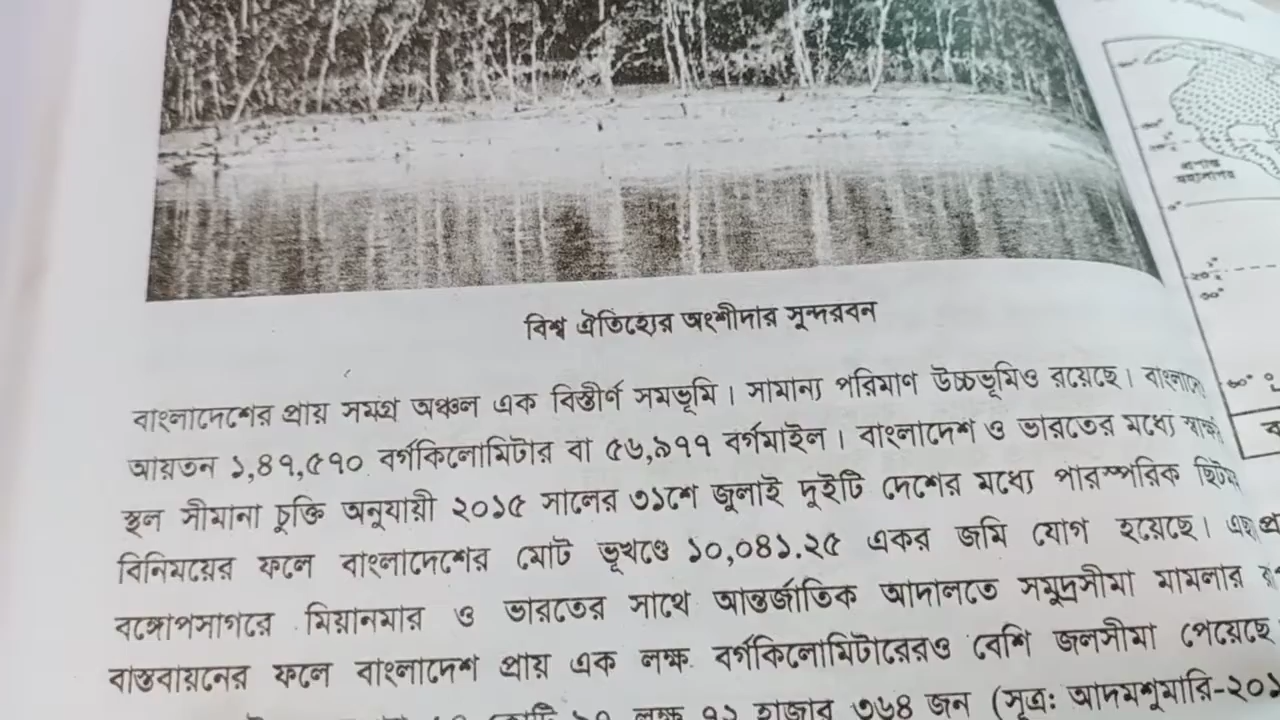 বিশ্ব ঐতিহ্যের অংশীদার সুন্দরবন
বাংলাদেশের প্রায় সমগ্র অঞ্চল এক বিস্তীর্ণ সমভূমি। সামান্য পরিমাণ উচ্চভূমিও রয়েছে।
আয়তন ১,৪৭,৫৭০ বর্গকিলোমিটার বা ৫৬,৯৭৭ বর্গমাইল। বাংলাদেশ ও ভারতের মধ্যে
স্থল সীমানা চুক্তি অনুযায়ী ২০১৫ সালের ৩১শে জুলাই দুইটি দেশের মধ্যে পারস্পরিক
বিনিময়ের ফলে বাংলাদেশের মোট ভূখণ্ডে ১০,০৪১.২৫ একর জমি যোগ হয়েছে।
বঙ্গোপসাগরে মিয়ানমার ও ভারতের সাথে আন্তর্জাতিক আদালতে সমুদ্রসীমা মামলার
বাস্তবায়নের ফলে বাংলাদেশ প্রায় এক লক্ষ বর্গকিলোমিটারেরও বেশি জলসীমা পেয়েছে
লক্ষ ৭২ হাজার ৩৬৪ জন (সূত্র: আদমশুমারি-২০১